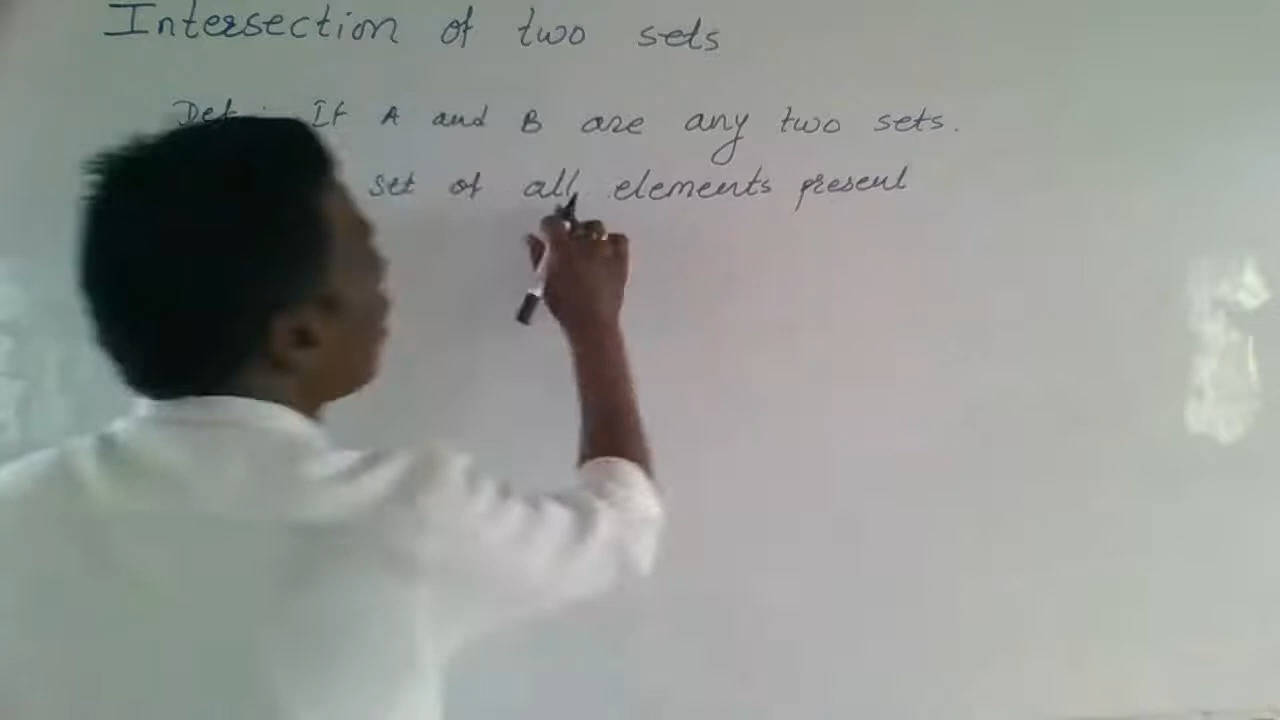 Intersection of two sets
Def : If A and B are any two sets.
set of all elements present